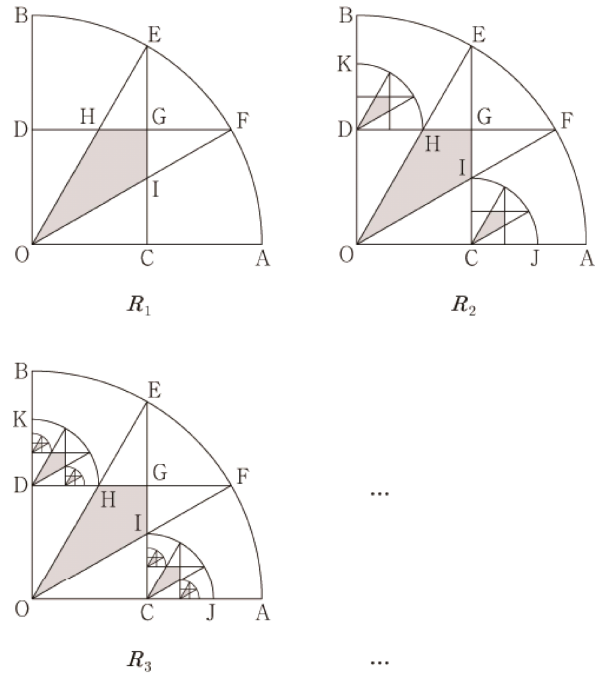 B E B E
K
H G F
D D H G F
I I
O C A O C J A
R₁ R₂
B E
K
D H G F
I
...
O C J A
R₃ ...